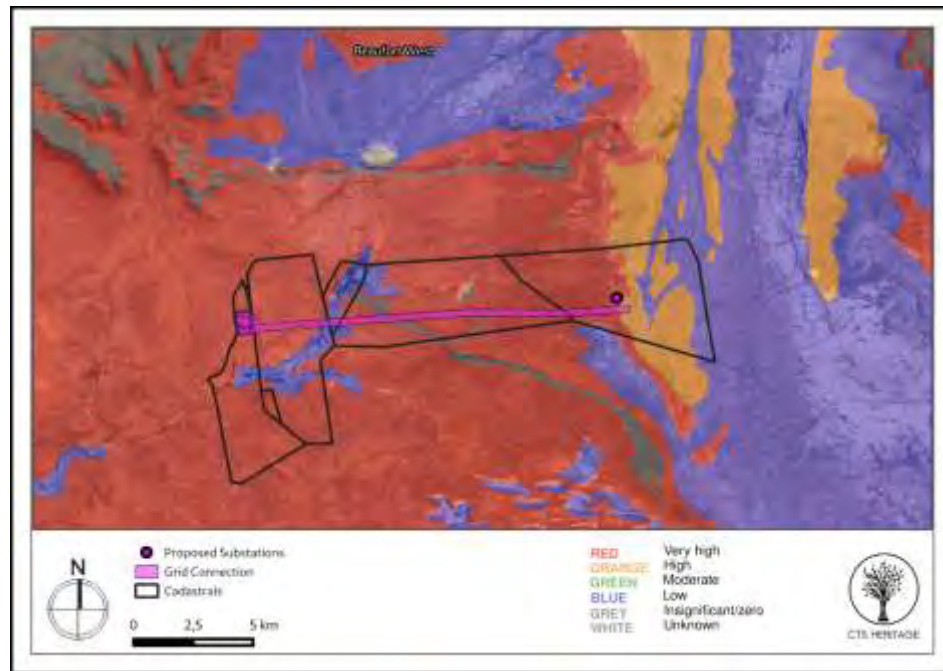 Beaufort West
N
Proposed Substations
Grid Connection
Cadastrals
0 2,5 5 km
RED Very high
ORANGE High
GREEN Moderate
BLUE Low
GREY Insignificant/zero
WHITE Unknown
CTS HERITAGE